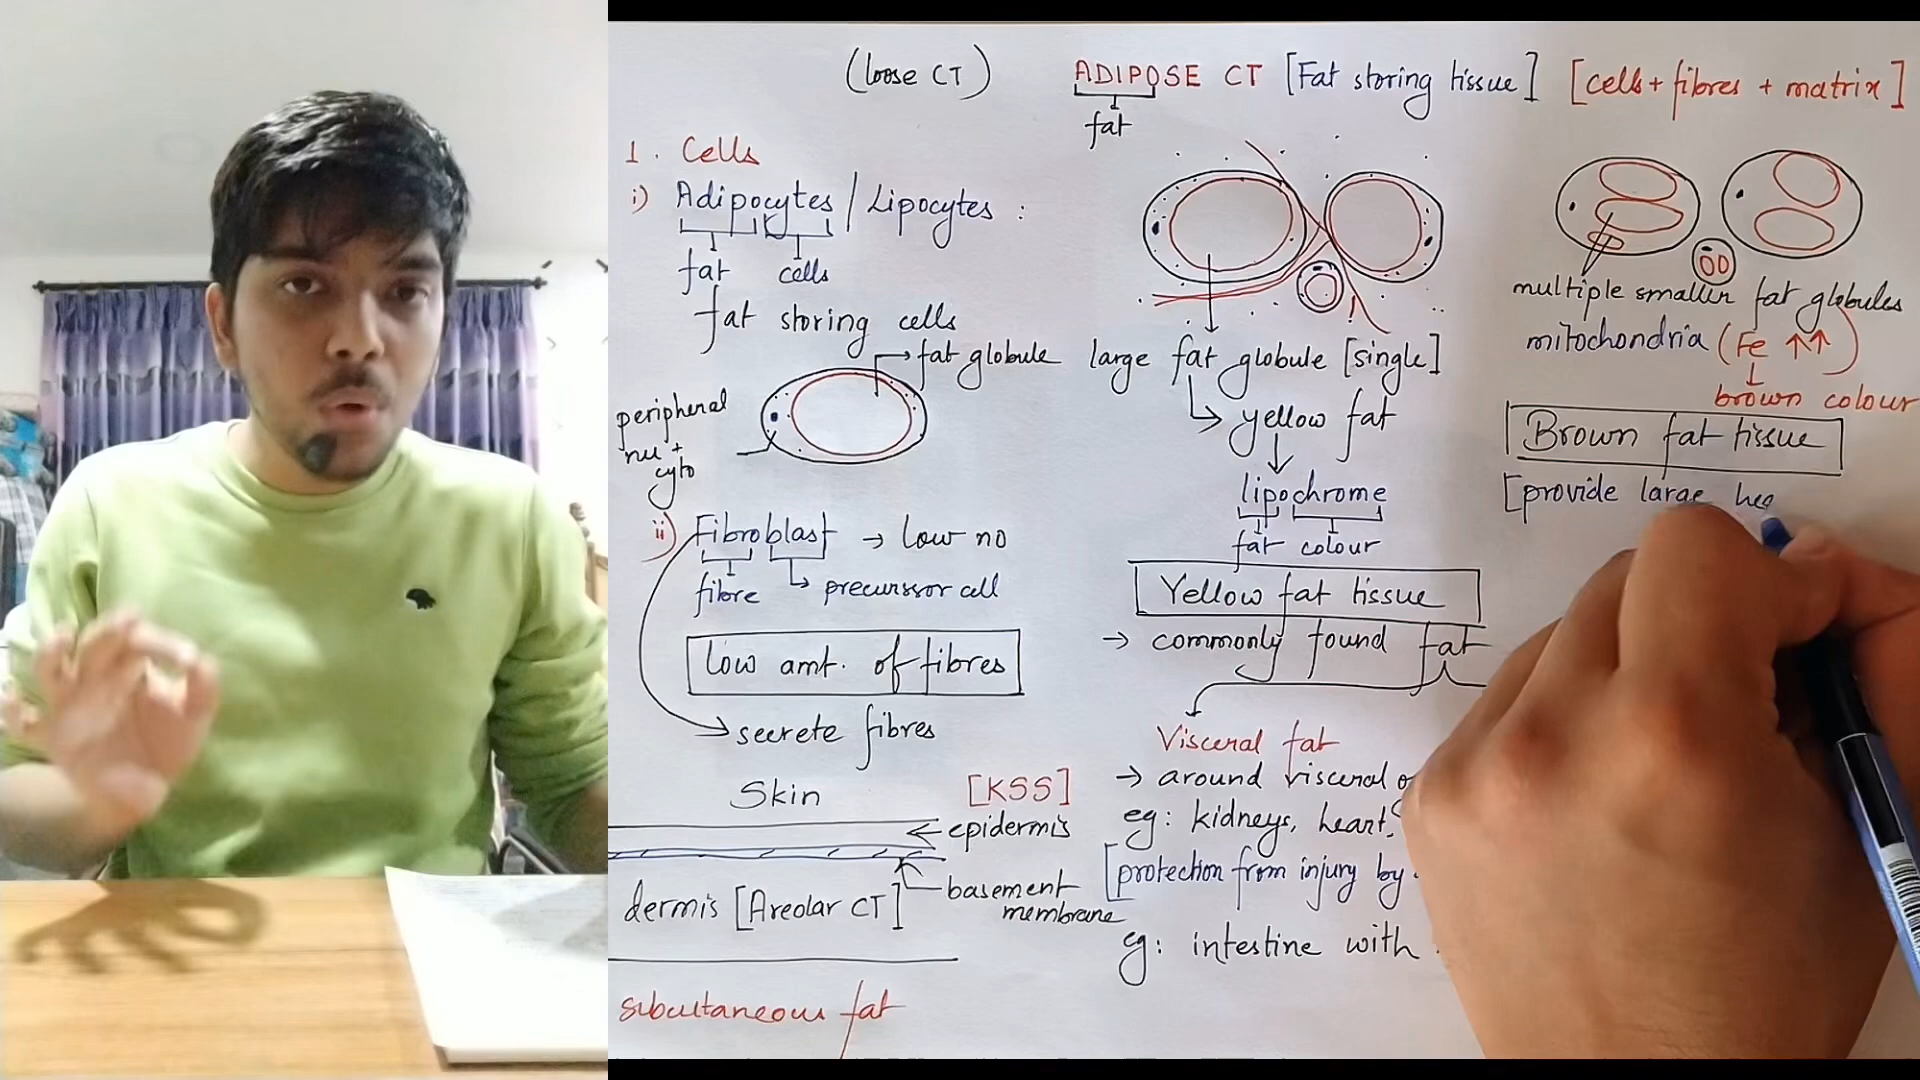 (loose CT) ADIPOSE CT [Fat storing tissue] [cells + fibres + matrix]
fat
1. Cells
i) Adipocytes / Lipocytes :
fat cells
fat storing cells
fat globule
peripheral
nu +
cyto
ii) Fibroblast → low no
fibre precurssor cell
low amt. of fibres
secrete fibres
Skin [KSS]
epidermis
basement
membrane
dermis [Areolar CT]
subcutaneous fat
large fat globule [single]
yellow fat
lipochrome
fat colour
Yellow fat tissue
→ commonly found fat
Visceral fat
→ around visceral
eg: kidneys, heart,
[protection from injury by
eg: intestine with
multiple smaller fat globules
mitochondria (Fe ↑↑)
brown colour
Brown fat tissue
[provide large hea